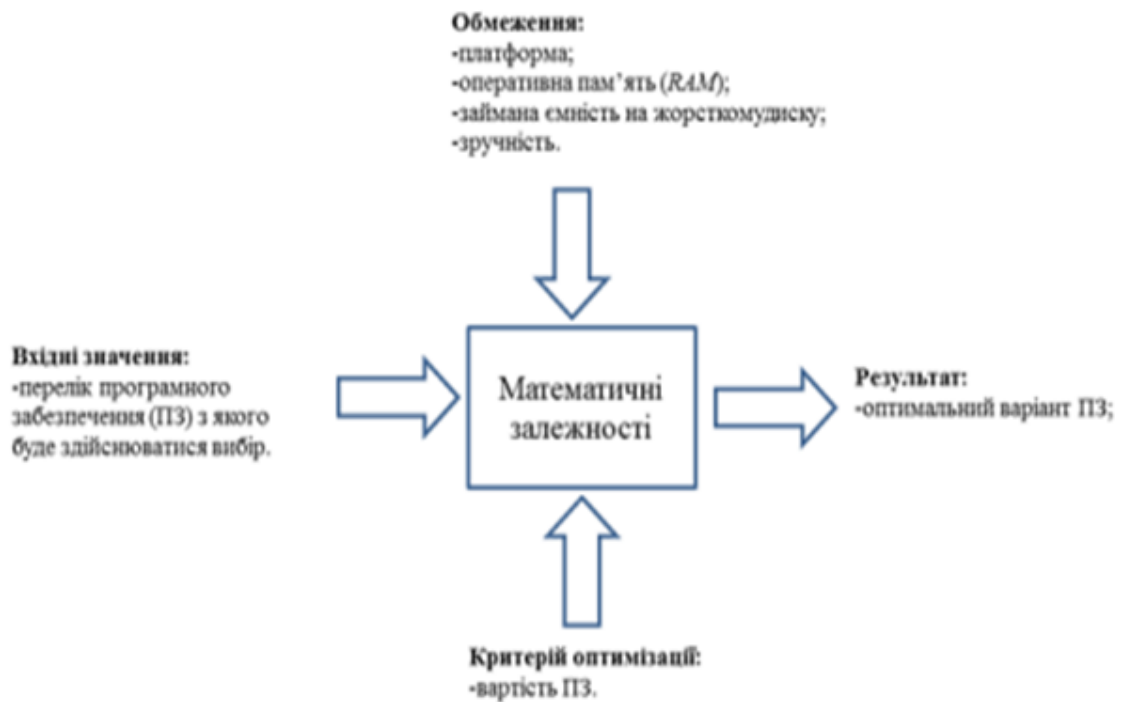 Обмеження:
-платформа;
-оперативна пам’ять (RAM);
-займана ємність на жорсткомудиску;
-зручність.
Вхідні значення:
-перелік програмного
забезпечення (ПЗ) з якого
буде здійснюватися вибір.
Математичні
залежності
Результат:
-оптимальний варіант ПЗ;
Критерій оптимізації:
-вартість ПЗ.